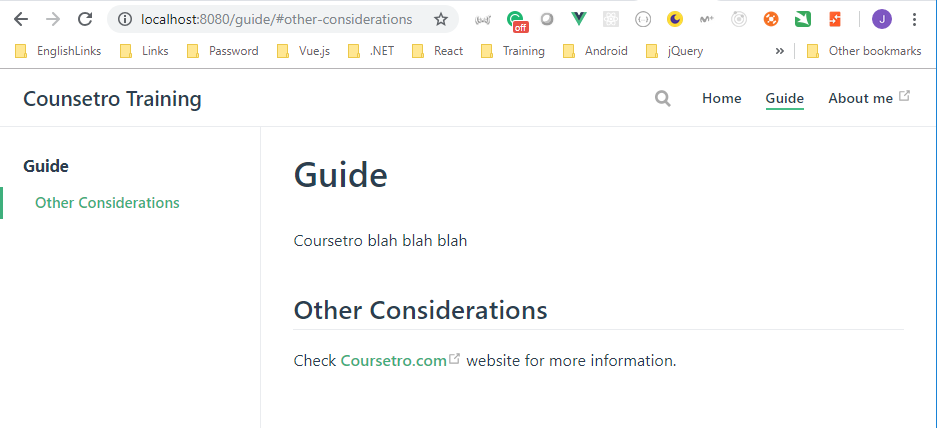 localhost:8080/guide/#other-considerations
off
M+
J
EnglishLinks Links Password Vue.js .NET React Training Android jQuery » Other bookmarks
Counsetro Training Home Guide About me
Guide
Other Considerations
Guide
Coursetro blah blah blah
Other Considerations
Check Coursetro.com website for more information.